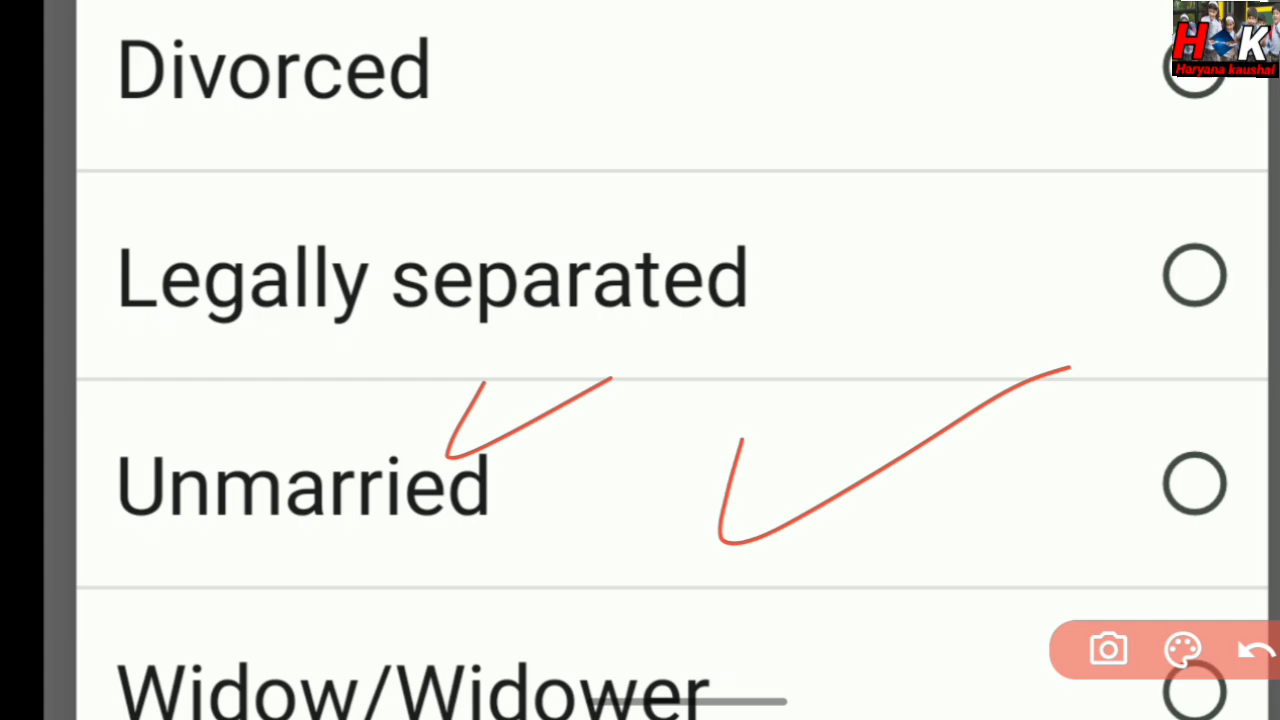 Divorced
H K
Haryana kaushal
Legally separated
Unmarried
Widow/Widower